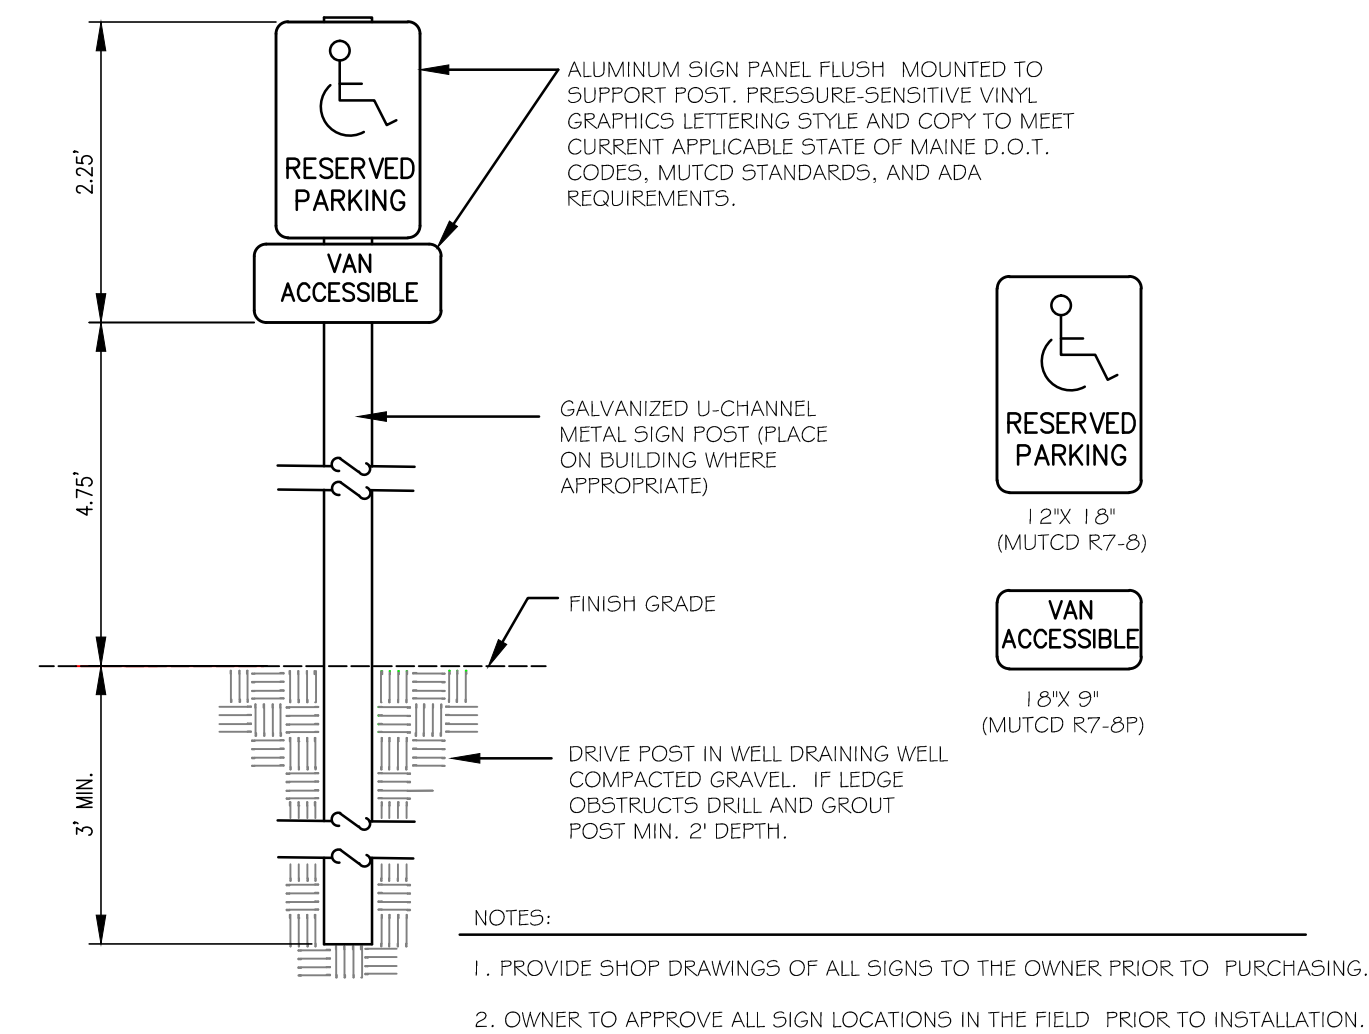 RESERVED
PARKING
VAN
ACCESSIBLE
2.25'
4.75'
3' MIN.
ALUMINUM SIGN PANEL FLUSH MOUNTED TO
SUPPORT POST. PRESSURE-SENSITIVE VINYL
GRAPHICS LETTERING STYLE AND COPY TO MEET
CURRENT APPLICABLE STATE OF MAINE D.O.T.
CODES, MUTCD STANDARDS, AND ADA
REQUIREMENTS.
GALVANIZED U-CHANNEL
METAL SIGN POST (PLACE
ON BUILDING WHERE
APPROPRIATE)
FINISH GRADE
DRIVE POST IN WELL DRAINING WELL
COMPACTED GRAVEL. IF LEDGE
OBSTRUCTS DRILL AND GROUT
POST MIN. 2' DEPTH.
RESERVED
PARKING
12"X 18"
(MUTCD R7-8)
VAN
ACCESSIBLE
18"X 9"
(MUTCD R7-8P)
NOTES:
1. PROVIDE SHOP DRAWINGS OF ALL SIGNS TO THE OWNER PRIOR TO PURCHASING.
2. OWNER TO APPROVE ALL SIGN LOCATIONS IN THE FIELD PRIOR TO INSTALLATION.